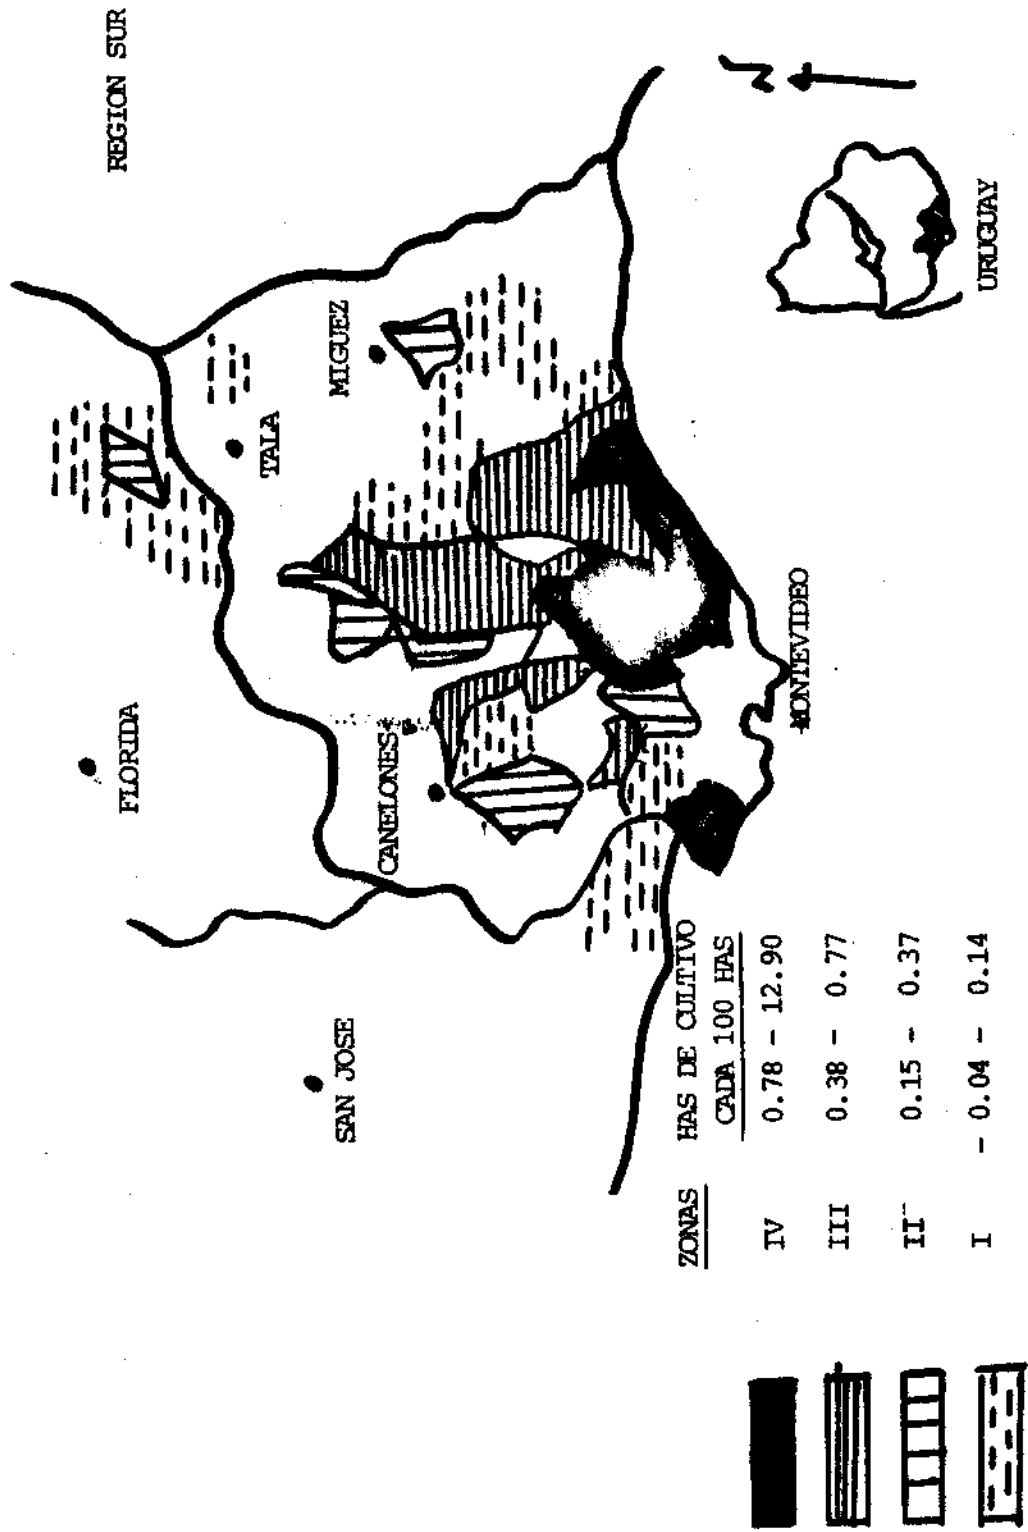 REGION SUR
FLORIDA
TALA
MIGUEZ
SAN JOSE
CANELONES
MONTEVIDEO
URUGUAY
N
ZONAS HAS DE CULTIVO
CADA 100 HAS
IV 0.78 - 12.90
III 0.38 - 0.77
II 0.15 - 0.37
I - 0.04 - 0.14